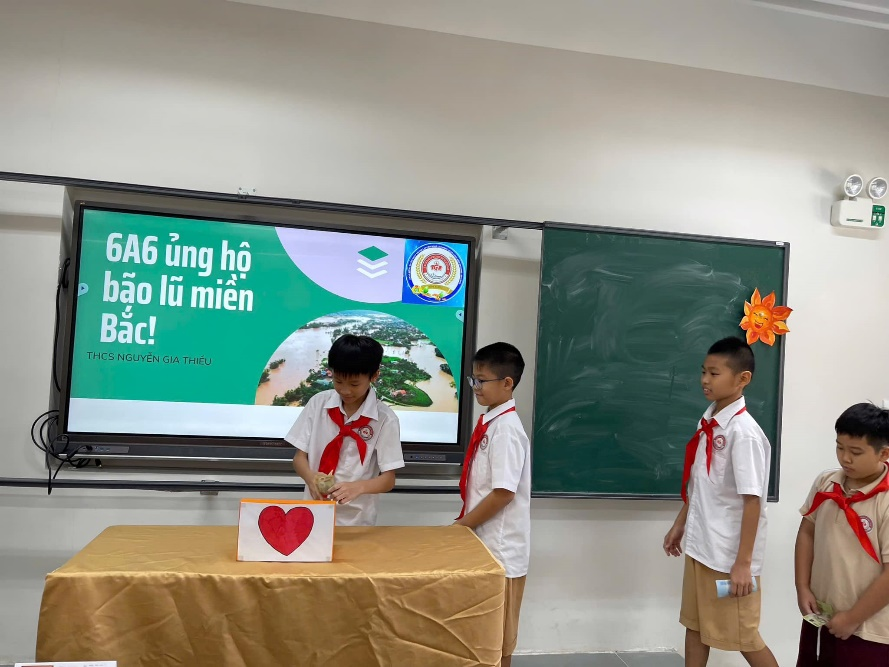 6A6 ủng hộ
bão lũ miền
Bắc!
THCS NGUYỄN GIA THIỀU